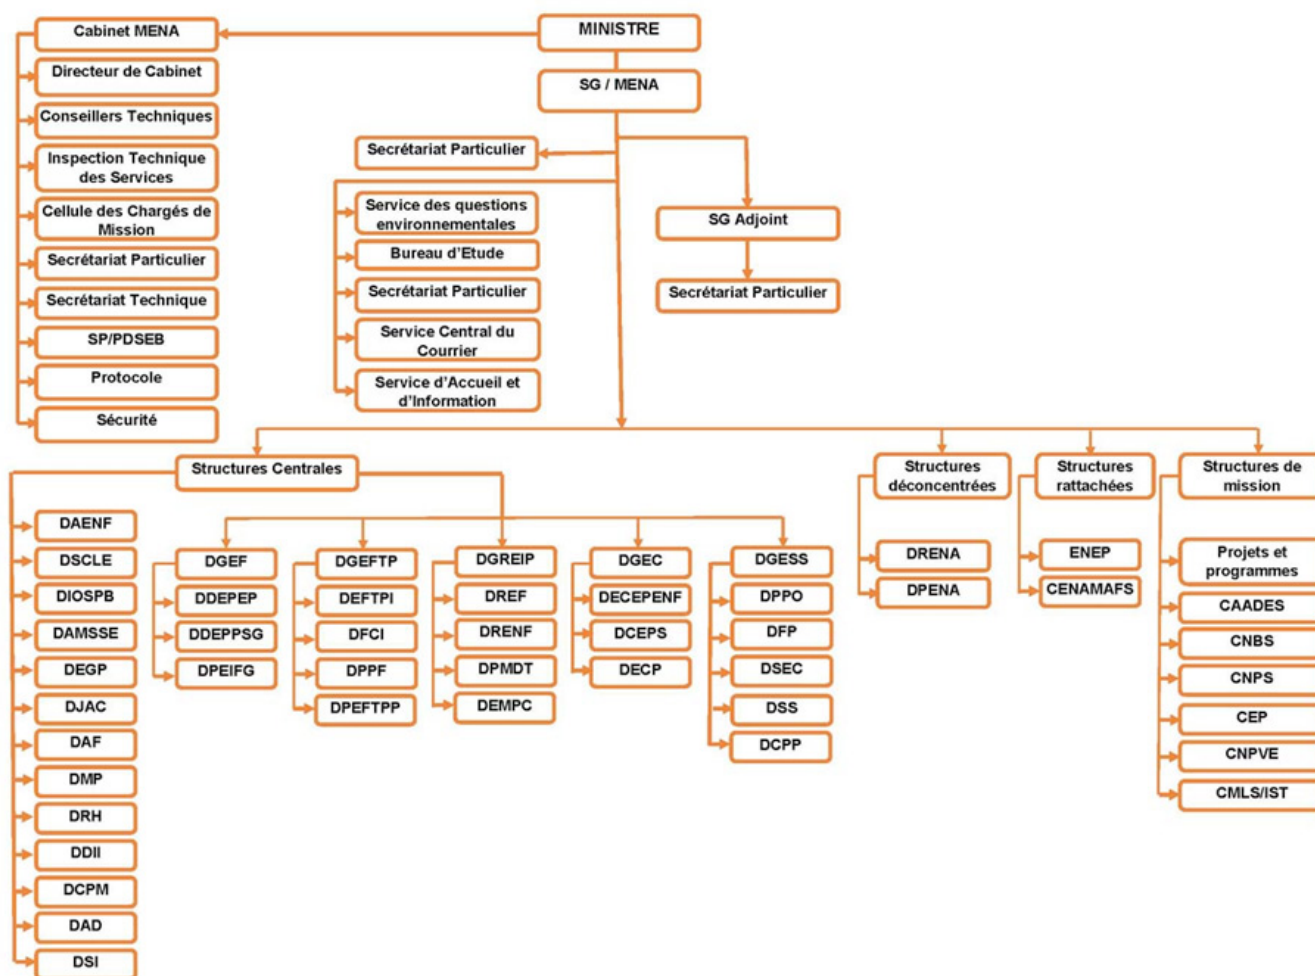 Cabinet MENA
MINISTRE
Directeur de Cabinet
SG / MENA
Conseillers Techniques
Inspection Technique
des Services
Cellule des Chargés de
Mission
Secrétariat Particulier
Secrétariat Technique
SP/PDSEB
Protocole
Sécurité
Secrétariat Particulier
Service des questions
environnementales
Bureau d'Etude
Secrétariat Particulier
Service Central du
Courrier
Service d'Accueil et
d'Information
SG Adjoint
Secrétariat Particulier
Structures Centrales
DAENF
DSCLE
DIOSPB
DAMSSE
DEGP
DJAC
DAF
DMP
DRH
DDII
DCPM
DAD
DSI
DGEF
DDEPEP
DDEPPSG
DPEIFG
DGEFTP
DEFTPI
DFCI
DPPF
DPEFTPP
DGREIP
DREF
DRENF
DPMDT
DEMPC
DGEC
DECEPENF
DCEPS
DECP
DGESS
DPPO
DFP
DSEC
DSS
DCPP
Structures
déconcentrées
DRENA
DPENA
Structures
rattachées
ENEP
CENAMAFS
Structures de
mission
Projets et
programmes
CAADES
CNBS
CNPS
CEP
CNPVE
CMLS/IST